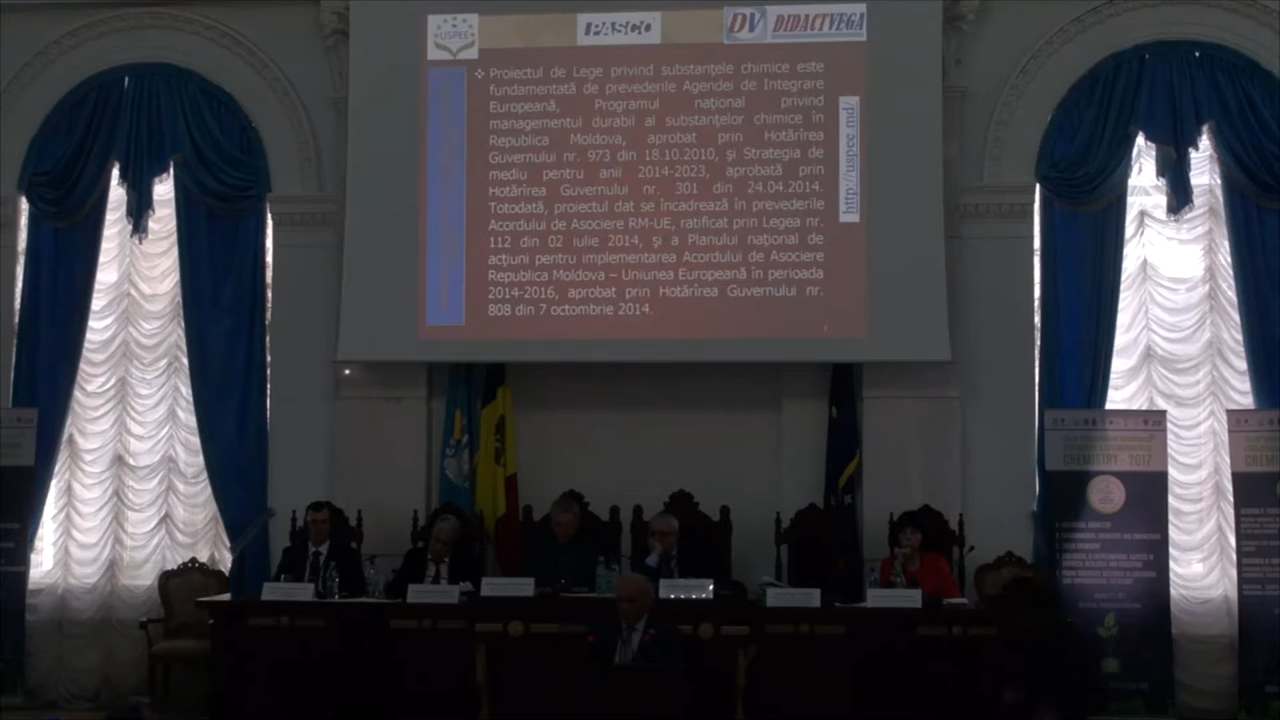 USPEE
PASCO
DV DIDACTVEGA
❖ Proiectul de Lege privind substanțele chimice este
fundamentată de prevederile Agendei de Integrare
Europeană, Programul național privind
managementul durabil al substanțelor chimice în
Republica Moldova, aprobat prin Hotărîrea
Guvernului nr. 973 din 18.10.2010, și Strategia de
mediu pentru anii 2014-2023, aprobată prin
Hotărîrea Guvernului nr. 301 din 24.04.2014.
Totodată, proiectul dat se încadrează în prevederile
Acordului de Asociere RM-UE, ratificat prin Legea nr.
112 din 02 iulie 2014, și a Planului național de
acțiuni pentru implementarea Acordului de Asociere
Republica Moldova – Uniunea Europeană în perioada
2014-2016, aprobat prin Hotărîrea Guvernului nr.
808 din 7 octombrie 2014.
http://uspee.md/
CHEMISTRY - 2017